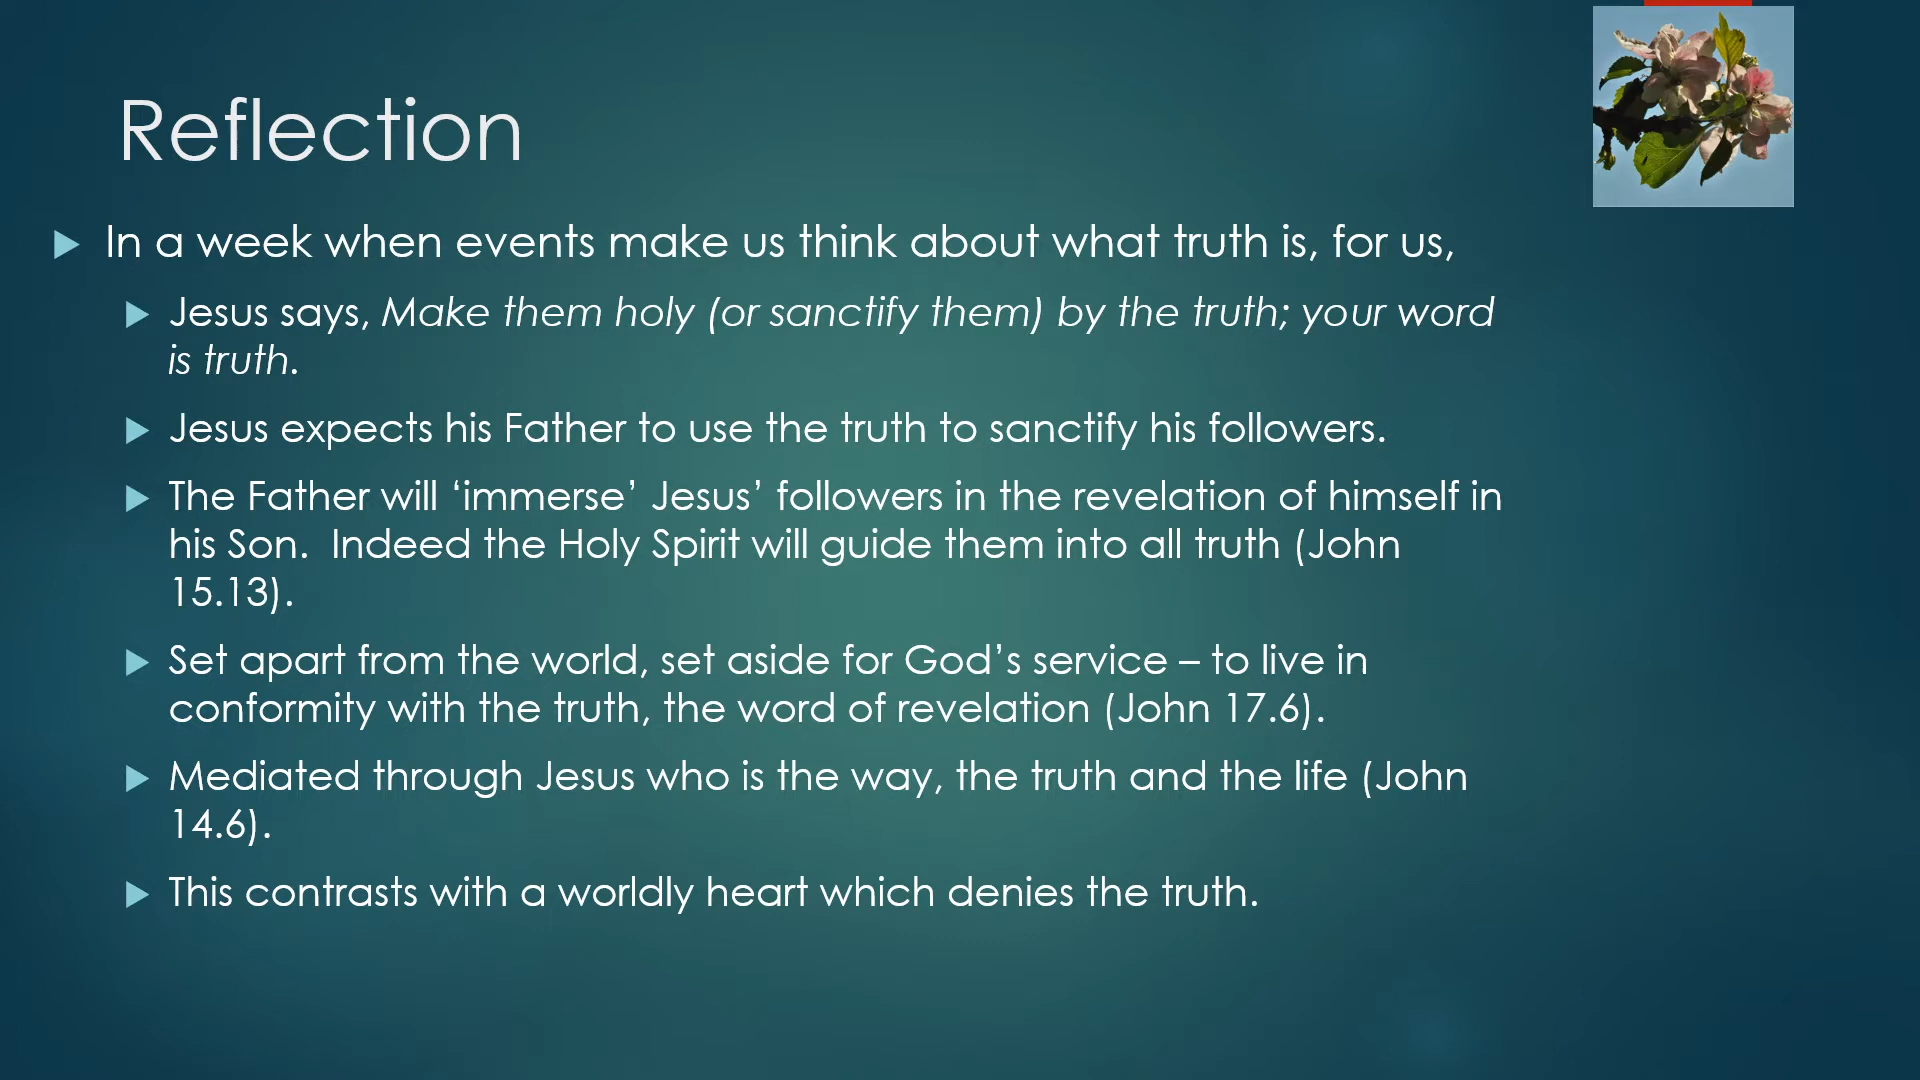 Reflection
In a week when events make us think about what truth is, for us,
Jesus says, Make them holy (or sanctify them) by the truth; your word
is truth.
Jesus expects his Father to use the truth to sanctify his followers.
The Father will ‘immerse’ Jesus’ followers in the revelation of himself in
his Son.  Indeed the Holy Spirit will guide them into all truth (John
15.13).
Set apart from the world, set aside for God’s service – to live in
conformity with the truth, the word of revelation (John 17.6).
Mediated through Jesus who is the way, the truth and the life (John
14.6).
This contrasts with a worldly heart which denies the truth.